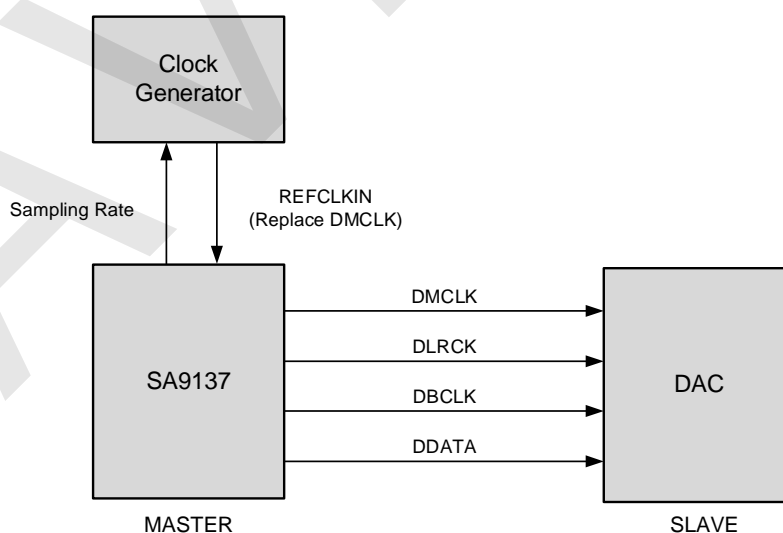 Clock
Generator
Sampling Rate
REFCLKIN
(Replace DMCLK)
SA9137
DMCLK
DLRCK
DBCLK
DDATA
DAC
MASTER
SLAVE